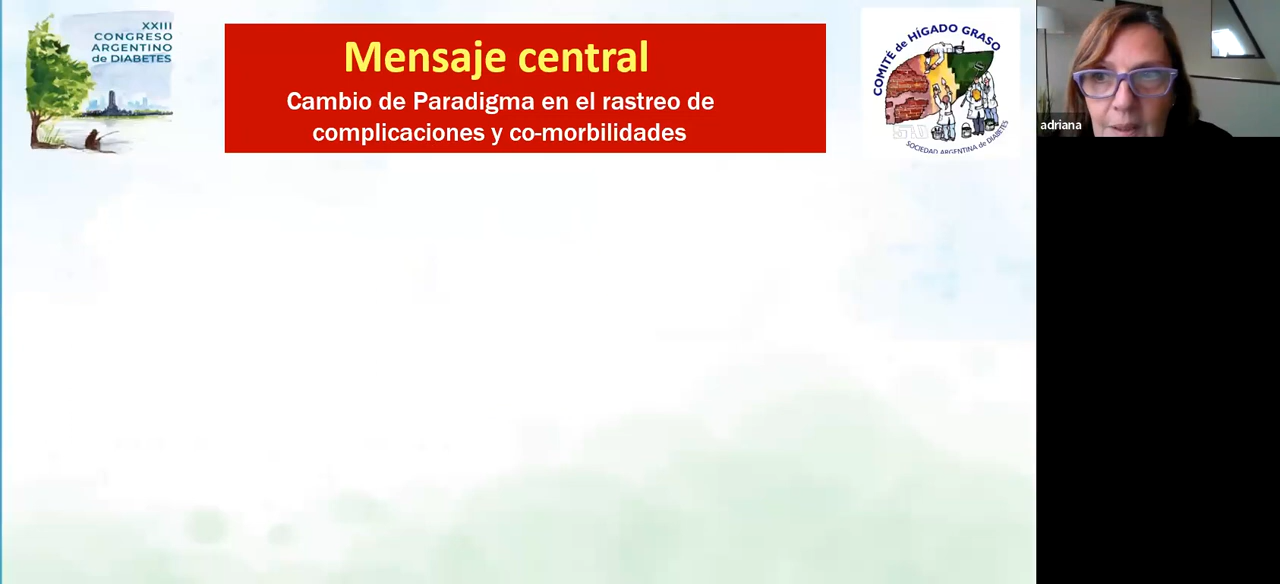 XXIII
CONGRESO
ARGENTINO
de DIABETES
Mensaje central
Cambio de Paradigma en el rastreo de
complicaciones y co-morbilidades
COMITÉ de HÍGADO GRASO
SOCIEDAD ARGENTINA de DIABETES
adriana